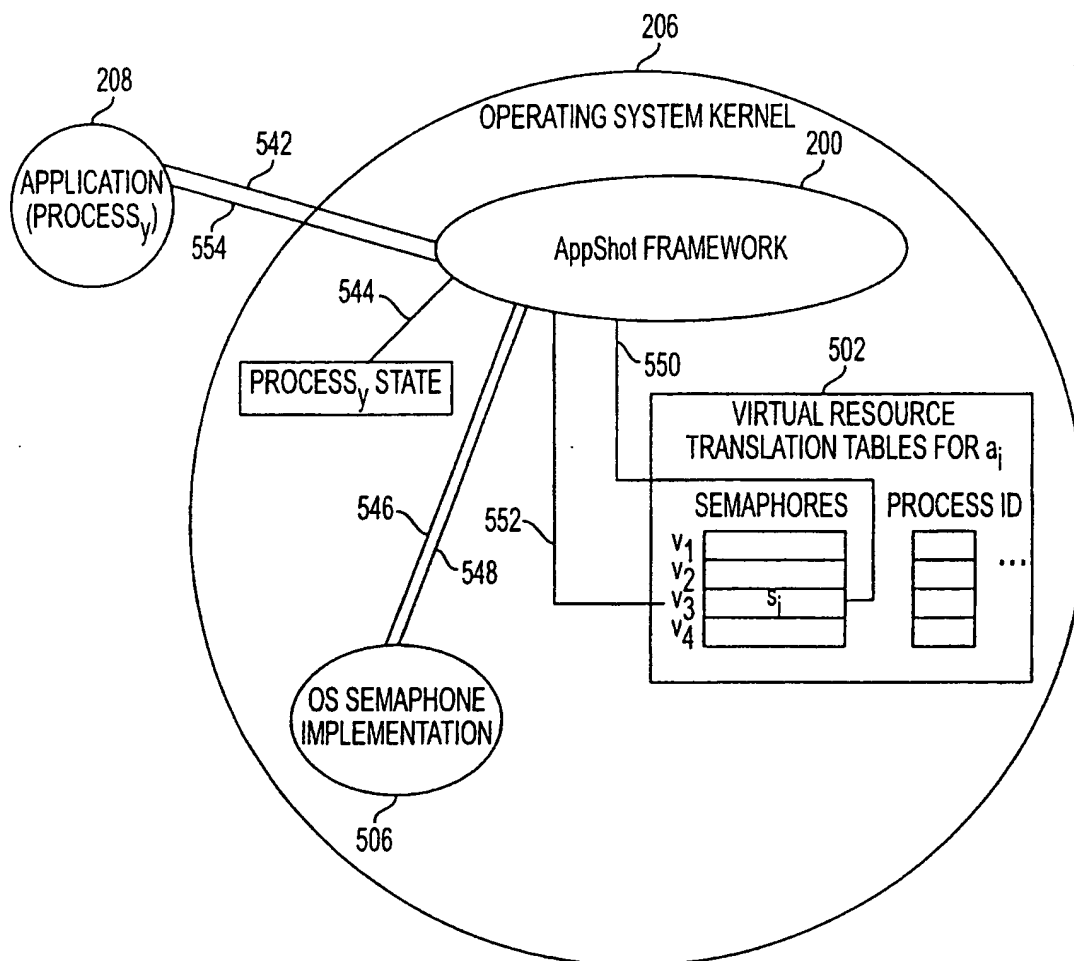 206
208
OPERATING SYSTEM KERNEL
542
200
APPLICATION
(PROCESSy)
554
AppShot FRAMEWORK
544
550
502
PROCESSy STATE
VIRTUAL RESOURCE
TRANSLATION TABLES FOR ai
546
552
SEMAPHORES
PROCESS ID
548
v1
v2
...
v3
si
v4
OS SEMAPHONE
IMPLEMENTATION
506